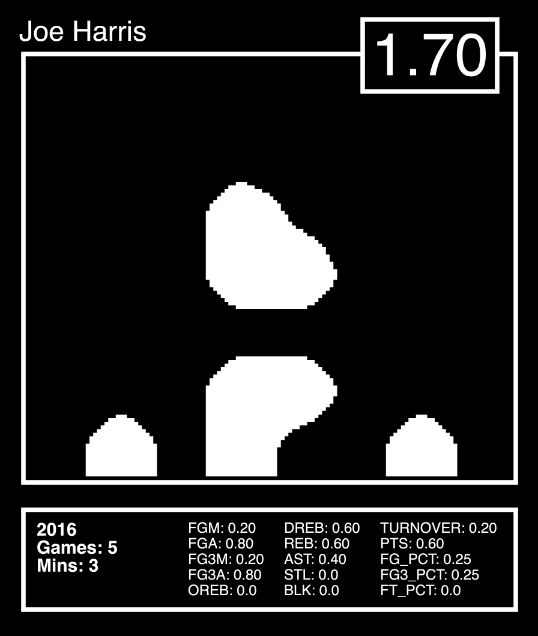 Joe Harris
1.70
2016
Games: 5
Mins: 3
FGM: 0.20
FGA: 0.80
FG3M: 0.20
FG3A: 0.80
OREB: 0.0
DREB: 0.60
REB: 0.60
AST: 0.40
STL: 0.0
BLK: 0.0
TURNOVER: 0.20
PTS: 0.60
FG_PCT: 0.25
FG3_PCT: 0.25
FT_PCT: 0.0